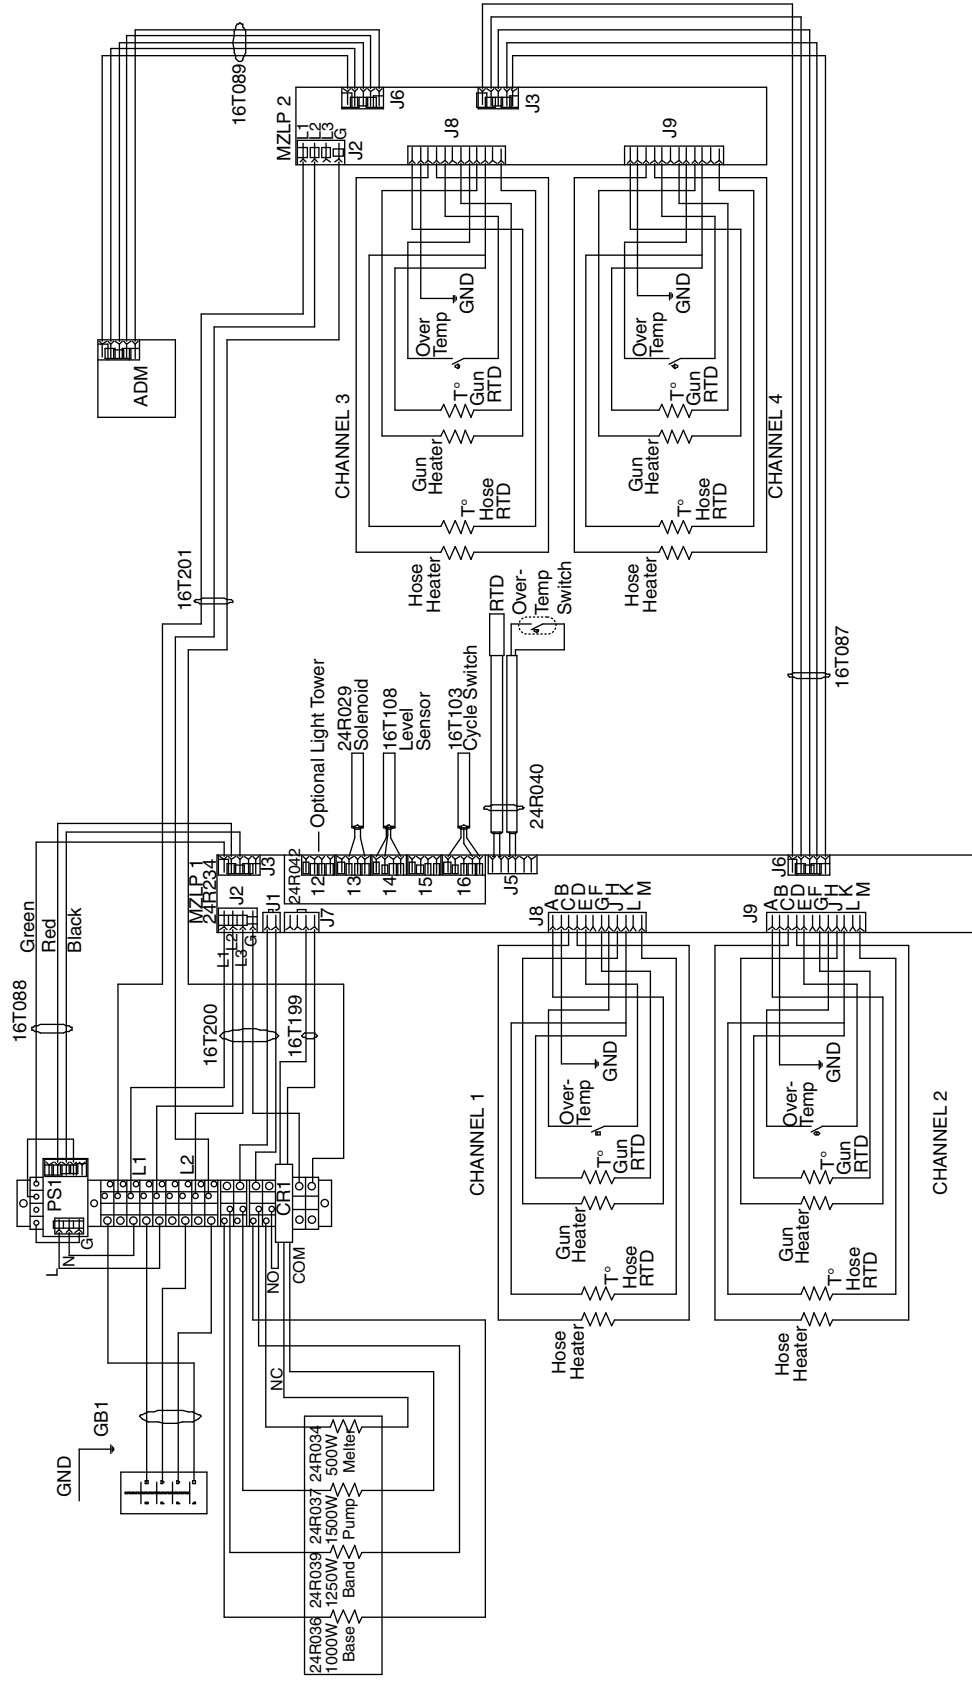 GND
GB1
24R036
1000W
Base
24R039
1250W
Band
24R037
1500W
Pump
24R034
500W
Melter
L
N
G
PS1
L1
L2
NO
NC
COM
CR1
16T088
Green
Red
Black
16T200
16T199
MZLP 1
24R234
J2
J3
L1
L2
L3
G
J1
J7
24R042
12
13
14
15
16
J5
J6
Optional Light Tower
24R029
Solenoid
16T108
Level
Sensor
16T103
Cycle Switch
24R040
RTD
Over-
Temp
Switch
J8
A
C
B
E
D
G
F
J
H
K
L
M
J9
A
C
B
E
D
G
F
J
H
K
L
M
CHANNEL 1
Hose
Heater
T°
Hose
RTD
Gun
Heater
T°
Gun
RTD
Over-
Temp
GND
CHANNEL 2
Hose
Heater
T°
Hose
RTD
Gun
Heater
T°
Gun
RTD
Over-
Temp
GND
16T201
ADM
16T089
MZLP 2
L1
L2
L3
G
J2
J6
J3
J8
J9
CHANNEL 3
Hose
Heater
T°
Hose
RTD
Gun
Heater
T°
Gun
RTD
Over
Temp
GND
CHANNEL 4
Hose
Heater
T°
Hose
RTD
Gun
Heater
T°
Gun
RTD
Over
Temp
GND
16T087